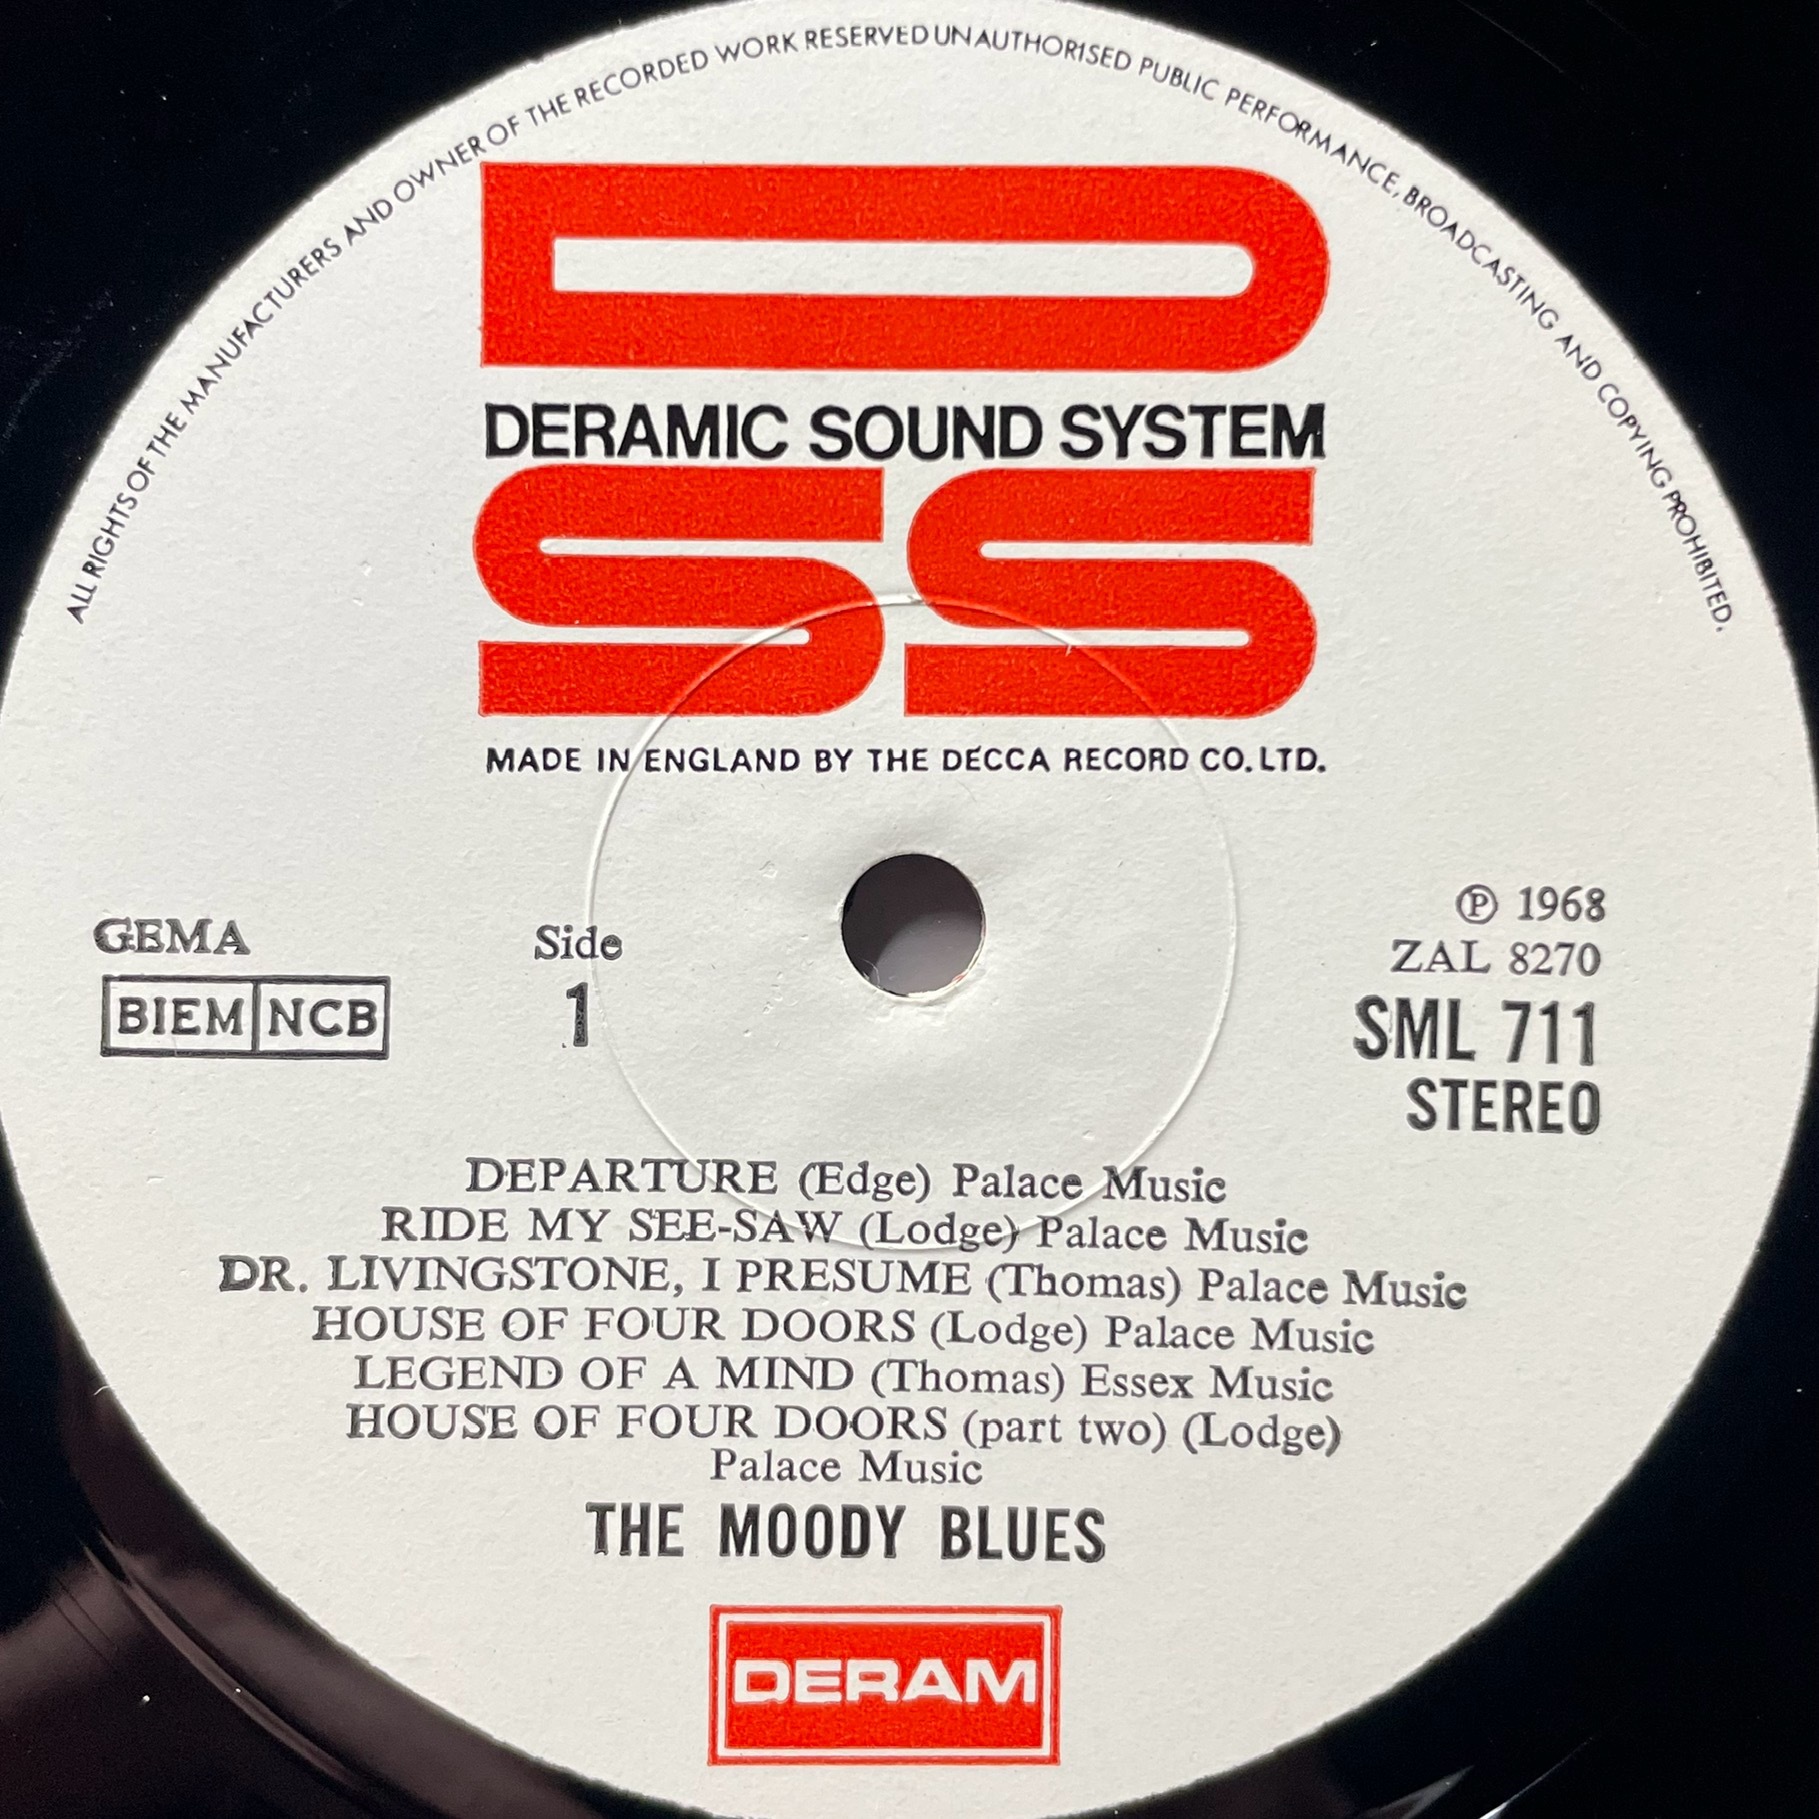 ALL RIGHTS OF THE MANUFACTURERS AND OWNER OF THE RECORDED WORK RESERVED UNAUTHORISED PUBLIC PERFORMANCE, BROADCASTING AND COPYING PROHIBITED.
D
DERAMIC SOUND SYSTEM
SS
MADE IN ENGLAND BY THE DECCA RECORD CO. LTD.
GEMA
BIEM NCB
Side
1
Ⓟ 1968
ZAL 8270
SML 711
STEREO
DEPARTURE (Edge) Palace Music
RIDE MY SEE-SAW (Lodge) Palace Music
DR. LIVINGSTONE, I PRESUME (Thomas) Palace Music
HOUSE OF FOUR DOORS (Lodge) Palace Music
LEGEND OF A MIND (Thomas) Essex Music
HOUSE OF FOUR DOORS (part two) (Lodge)
Palace Music
THE MOODY BLUES
DERAM